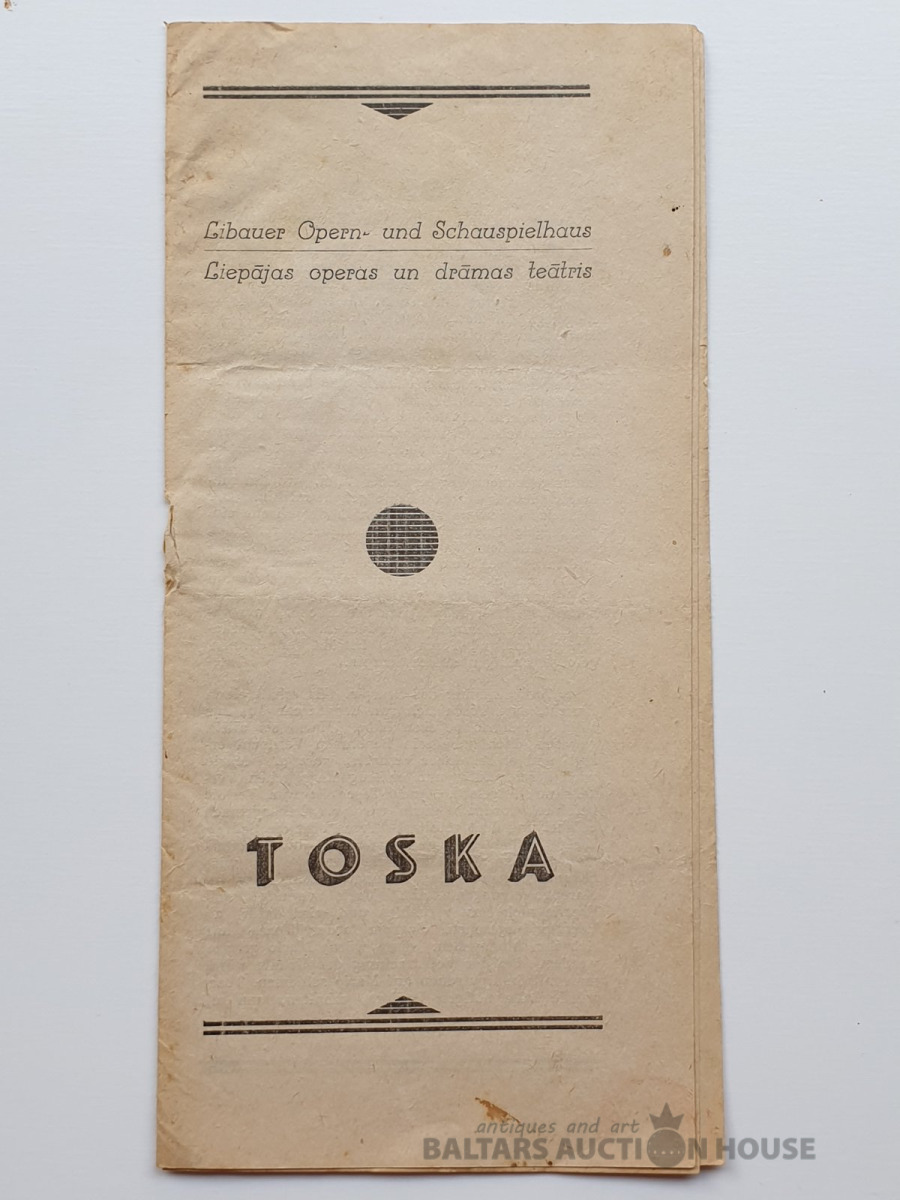 Libauer Opern- und Schauspielhaus
Liepājas operas un drāmas teātris
TOSKA
antiques and art
BALTARS AUCTION HOUSE